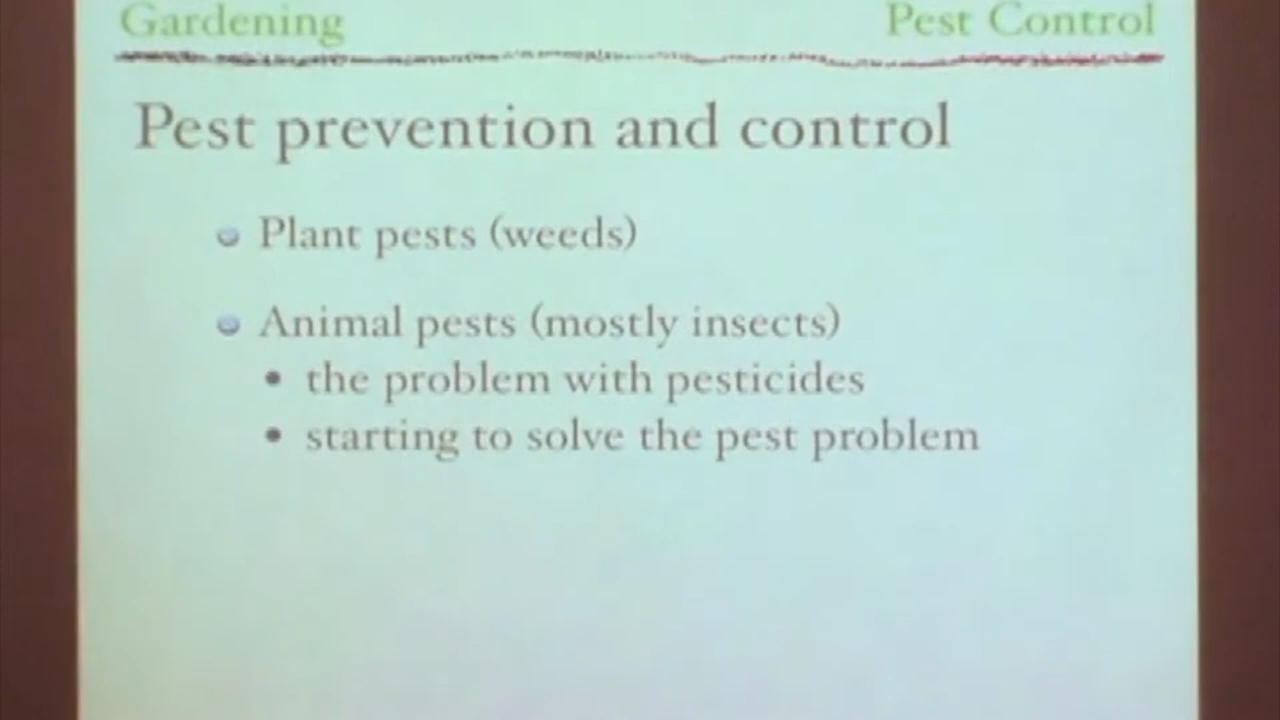 Gardening Pest Control
Pest prevention and control
Plant pests (weeds)
Animal pests (mostly insects)
• the problem with pesticides
• starting to solve the pest problem